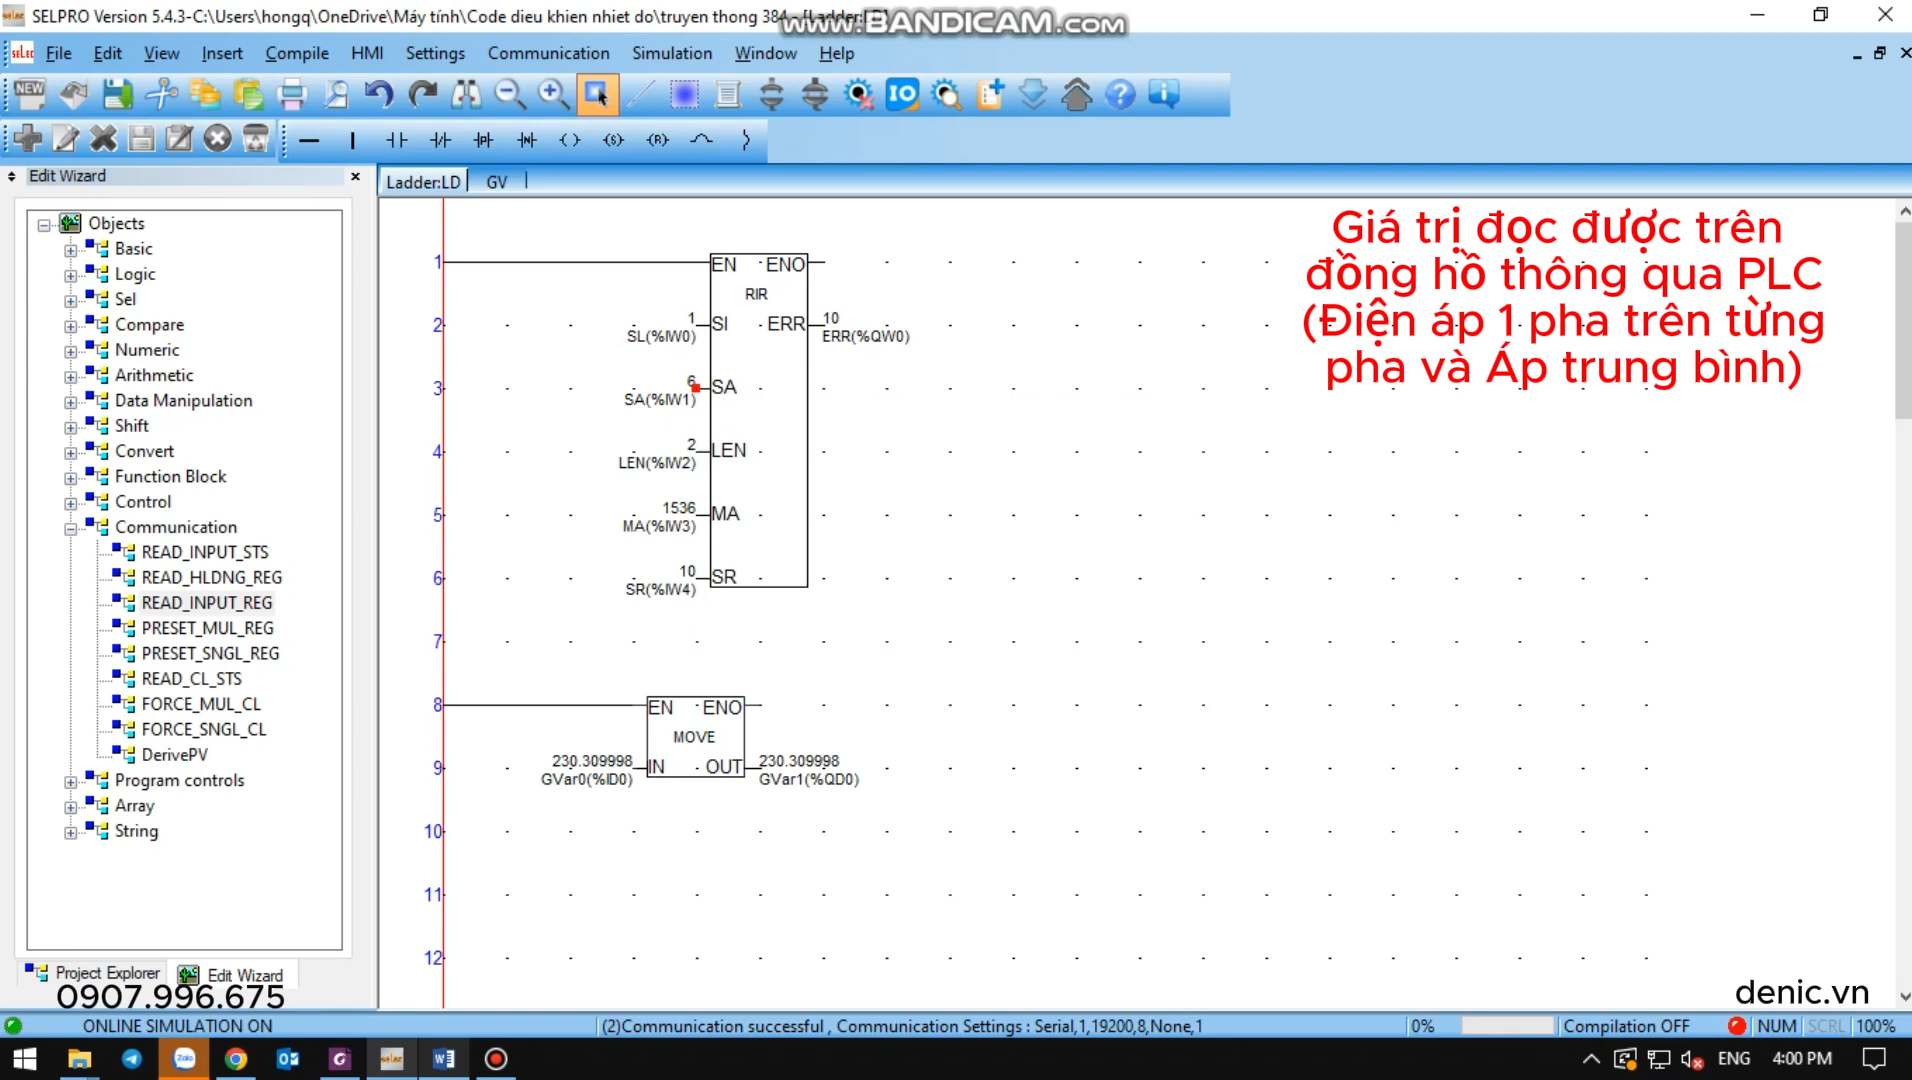 SELPRO Version 5.4.3-C:\Users\hongq\OneDrive\Máy tính\Code dieu khien nhiet do\truyen thong 384 - [Ladder:LD]
www.BANDICAM.com
SELEC File Edit View Insert Compile HMI Settings Communication Simulation Window Help
NEW IO
Edit Wizard
Objects
Basic
Logic
Sel
Compare
Numeric
Arithmetic
Data Manipulation
Shift
Convert
Function Block
Control
Communication
READ_INPUT_STS
READ_HLDNG_REG
READ_INPUT_REG
PRESET_MUL_REG
PRESET_SNGL_REG
READ_CL_STS
FORCE_MUL_CL
FORCE_SNGL_CL
DerivePV
Program controls
Array
String
Project Explorer Edit Wizard
0907.996.675
Ladder:LD GV
Giá trị đọc được trên
đồng hồ thông qua PLC
(Điện áp 1 pha trên từng
pha và Áp trung bình)
1 EN ENO
RIR
2 1 SI ERR 10
SL(%IW0) ERR(%QW0)
3 6 SA
SA(%IW1)
4 2 LEN
LEN(%IW2)
5 1536 MA
MA(%IW3)
6 10 SR
SR(%IW4)
7
8 EN ENO
MOVE
9 230.309998 IN OUT 230.309998
GVar0(%ID0) GVar1(%QD0)
10
11
12
denic.vn
ONLINE SIMULATION ON (2)Communication successful , Communication Settings : Serial,1,19200,8,None,1 0% Compilation OFF NUM SCRL 100%
Zalo selec ENG 4:00 PM